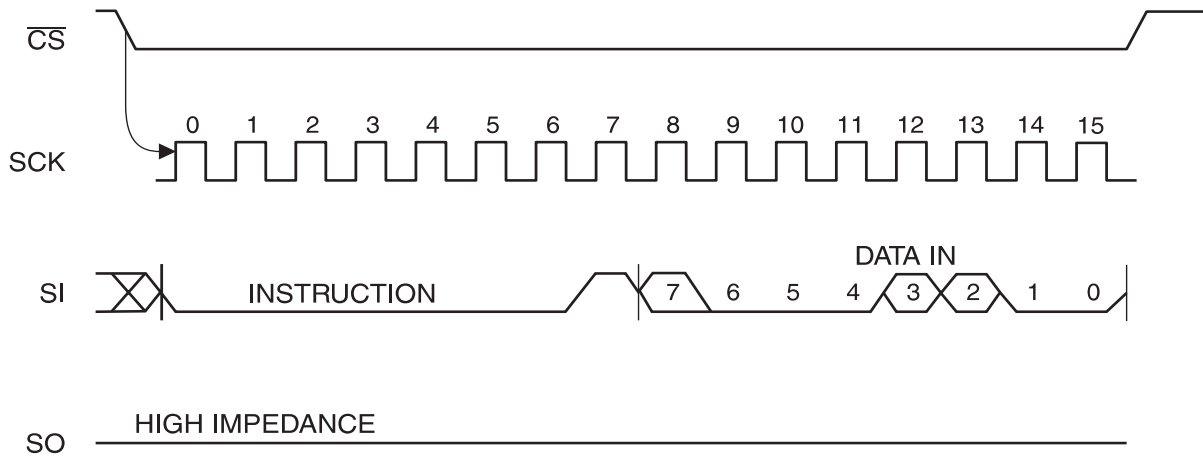 C̅S̅
0 1 2 3 4 5 6 7 8 9 10 11 12 13 14 15
SCK
DATA IN
SI INSTRUCTION 7 6 5 4 3 2 1 0
HIGH IMPEDANCE
SO